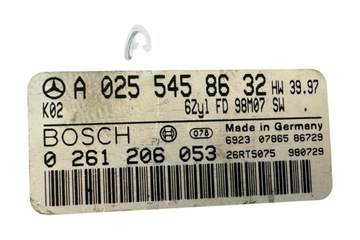 A 025 545 86 32 HW 39.97
K02 6Zyl FD 98M07 SW .
BOSCH 078 Made in Germany
6923 07865 86729
0 261 206 053 26RT5075 980729